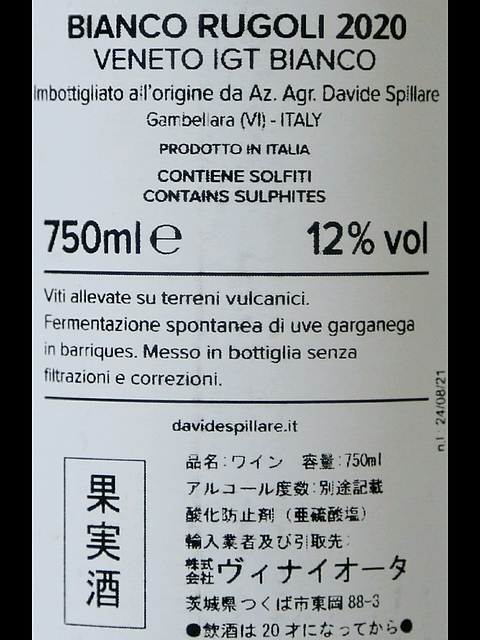 BIANCO RUGOLI 2020
VENETO IGT BIANCO
Imbottigliato all'origine da Az. Agr. Davide Spillare
Gambellara (VI) - ITALY
PRODOTTO IN ITALIA
CONTIENE SOLFITI
CONTAINS SULPHITES
750ml ℮ 12% vol
Viti allevate su terreni vulcanici.
Fermentazione spontanea di uve garganega
in barriques. Messo in bottiglia senza
filtrazioni e correzioni.
n.l.: 24/08/21
davidespillare.it
果実酒
品名:ワイン 容量:750ml
アルコール度数:別途記載
酸化防止剤(亜硫酸塩)
輸入業者及び引取先:
株式会社ヴィナイオータ
茨城県つくば市東岡 88-3
●飲酒は 20 才になってから●